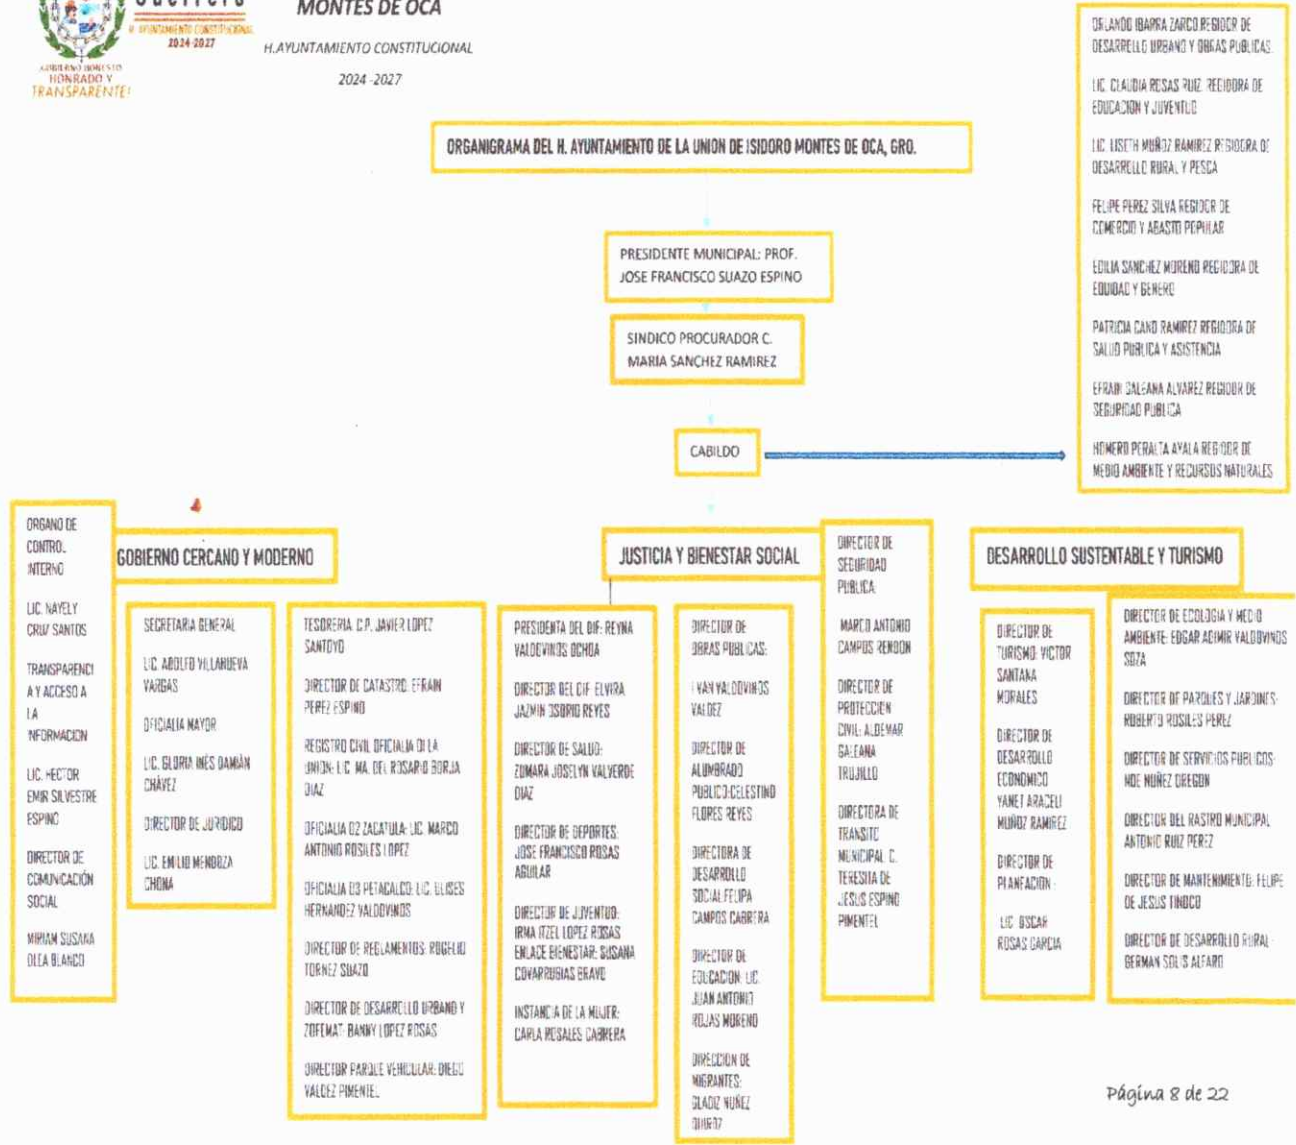 Guerrero
H. AYUNTAMIENTO CONSTITUCIONAL
2024-2027
GOBIERNO HONESTO
HONRADO Y
TRANSPARENTE!
MONTES DE OCA
H.AYUNTAMIENTO CONSTITUCIONAL
2024-2027
ORGANIGRAMA DEL H. AYUNTAMIENTO DE LA UNION DE ISIDORO MONTES DE OCA, GRO.
PRESIDENTE MUNICIPAL: PROF.
JOSE FRANCISCO SUAZO ESPINO
SINDICO PROCURADOR C.
MARIA SANCHEZ RAMIREZ
CABILDO
ORLANDO IBARRA ZARCO REGIDOR DE
DESARRELLO URBANO Y OBRAS PUBLICAS
LIC. CLAUDIA ROSAS RUIZ REGIDORA DE
EDUCACION Y JUVENTUD
LIC. LISETH MUÑOZ RAMIREZ REGIDORA DE
DESARRELLO RURAL Y PESCA
FELIPE PEREZ SILVA REGIDOR DE
COMERCIO Y ABASTO POPULAR
EDILIA SANCHEZ MORENO REGIDORA DE
EQUIDAD Y GENERO
PATRICIA CANO RAMIREZ REGIDORA DE
SALUD PUBLICA Y ASISTENCIA
EFRAIN GALEANA ALVAREZ REGIDOR DE
SEGURIDAD PUBLICA
HOMERO PERALTA AYALA REGIDOR DE
MEDIO AMBIENTE Y RECURSOS NATURALES
ORGANO DE
CONTROL
INTERNO
LIC. NAYELY
CRUZ SANTOS
TRANSPARENCI
A Y ACCESO A
LA
INFORMACION
LIC. HECTOR
EMIR SILVESTRE
ESPINO
DIRECTOR DE
COMUNICACIÓN
SOCIAL
MIRIAM SUSANA
OLEA BLANCO
GOBIERNO CERCANO Y MODERNO
SECRETARIA GENERAL
LIC. ADOLFO VILLANUEVA
VARGAS
OFICIALIA MAYOR
LIC. GLORIA INÉS DAMIÁN
CHÁVEZ
DIRECTOR DE JURIDICO
LIC. EMILIO MENDOZA
CHONA
TESORERIA: C.P. JAVIER LOPEZ
SANTOYO
DIRECTOR DE CATASTRO: EFRAIN
PEREZ ESPINO
REGISTRO CIVIL OFICIALIA 01 LA
UNION: LIC. MA. DEL ROSARIO BORJA
DIAZ
OFICIALIA 02 ZACATULA: LIC. MARCO
ANTONIO ROSILES LOPEZ
OFICIALIA 03 PETACALCO: LIC. ULISES
HERNANDEZ VALDOVINOS
DIRECTOR DE REGLAMENTOS: ROGELIO
TORNEZ SUAZO
DIRECTOR DE DESARRELLO URBANO Y
ZOFEMAT: BANNY LOPEZ ROSAS
DIRECTOR PARQUE VEHICULAR: DIEGO
VALDEZ PIMENTEL
JUSTICIA Y BIENESTAR SOCIAL
PRESIDENTA DEL DIF: REYNA
VALDOVINOS OCHOA
DIRECTOR DEL DIF: ELVIRA
JAZMIN OSORIO REYES
DIRECTOR DE SALUD:
ZUMARA JOSELYN VALVERDE
DIAZ
DIRECTOR DE DEPORTES:
JOSE FRANCISCO ROSAS
AGUILAR
DIRECTOR DE JUVENTUD:
IRMA ITZEL LOPEZ ROSAS
ENLACE BIENESTAR: SUSANA
COVARRUBIAS BRAVO
INSTANCIA DE LA MUJER:
CARLA ROSALES CABRERA
DIRECTOR DE
OBRAS PUBLICAS:
IVAN VALDOVINOS
VALDEZ
DIRECTOR DE
ALUMBRADO
PUBLICO:CELESTINO
FLORES REYES
DIRECTORA DE
DESARROLLO
SOCIAL:FELIPA
CAMPOS CABRERA
DIRECTOR DE
EDUCACION: LIC.
JUAN ANTONIO
ROJAS MORENO
DIRECCION DE
MIGRANTES:
GLADIZ NUÑEZ
QUIROZ
DIRECTOR DE
SEGURIDAD
PUBLICA:
MARCO ANTONIO
CAMPOS RENDON
DIRECTOR DE
PROTECCION
CIVIL: ALDEMAR
GALEANA
TRUJILLO
DIRECTORA DE
TRANSITO
MUNICIPAL C.
TERESITA DE
JESUS ESPINO
PIMENTEL
DESARROLLO SUSTENTABLE Y TURISMO
DIRECTOR DE
TURISMO: VICTOR
SANTANA
MORALES
DIRECTOR DE
DESARROLLO
ECONOMICO
YANET ARACELI
MUÑOZ RAMIREZ
DIRECTOR DE
PLANEACION:
LIC. OSCAR
ROSAS GARCIA
DIRECTOR DE ECOLOGIA Y MEDIO
AMBIENTE: EDGAR ADIMIR VALDOVINOS
SOZA
DIRECTOR DE PARQUES Y JARDINES:
ROBERTO ROSILES PEREZ
DIRECTOR DE SERVICIOS PUBLICOS:
NOE NUÑEZ OREGON
DIRECTOR DEL RASTRO MUNICIPAL
ANTONIO RUIZ PEREZ
DIRECTOR DE MANTENIMIENTO: FELIPE
DE JESUS TINOCO
DIRECTOR DE DESARROLLO RURAL:
GERMAN SOLIS ALFARO
Página 8 de 22